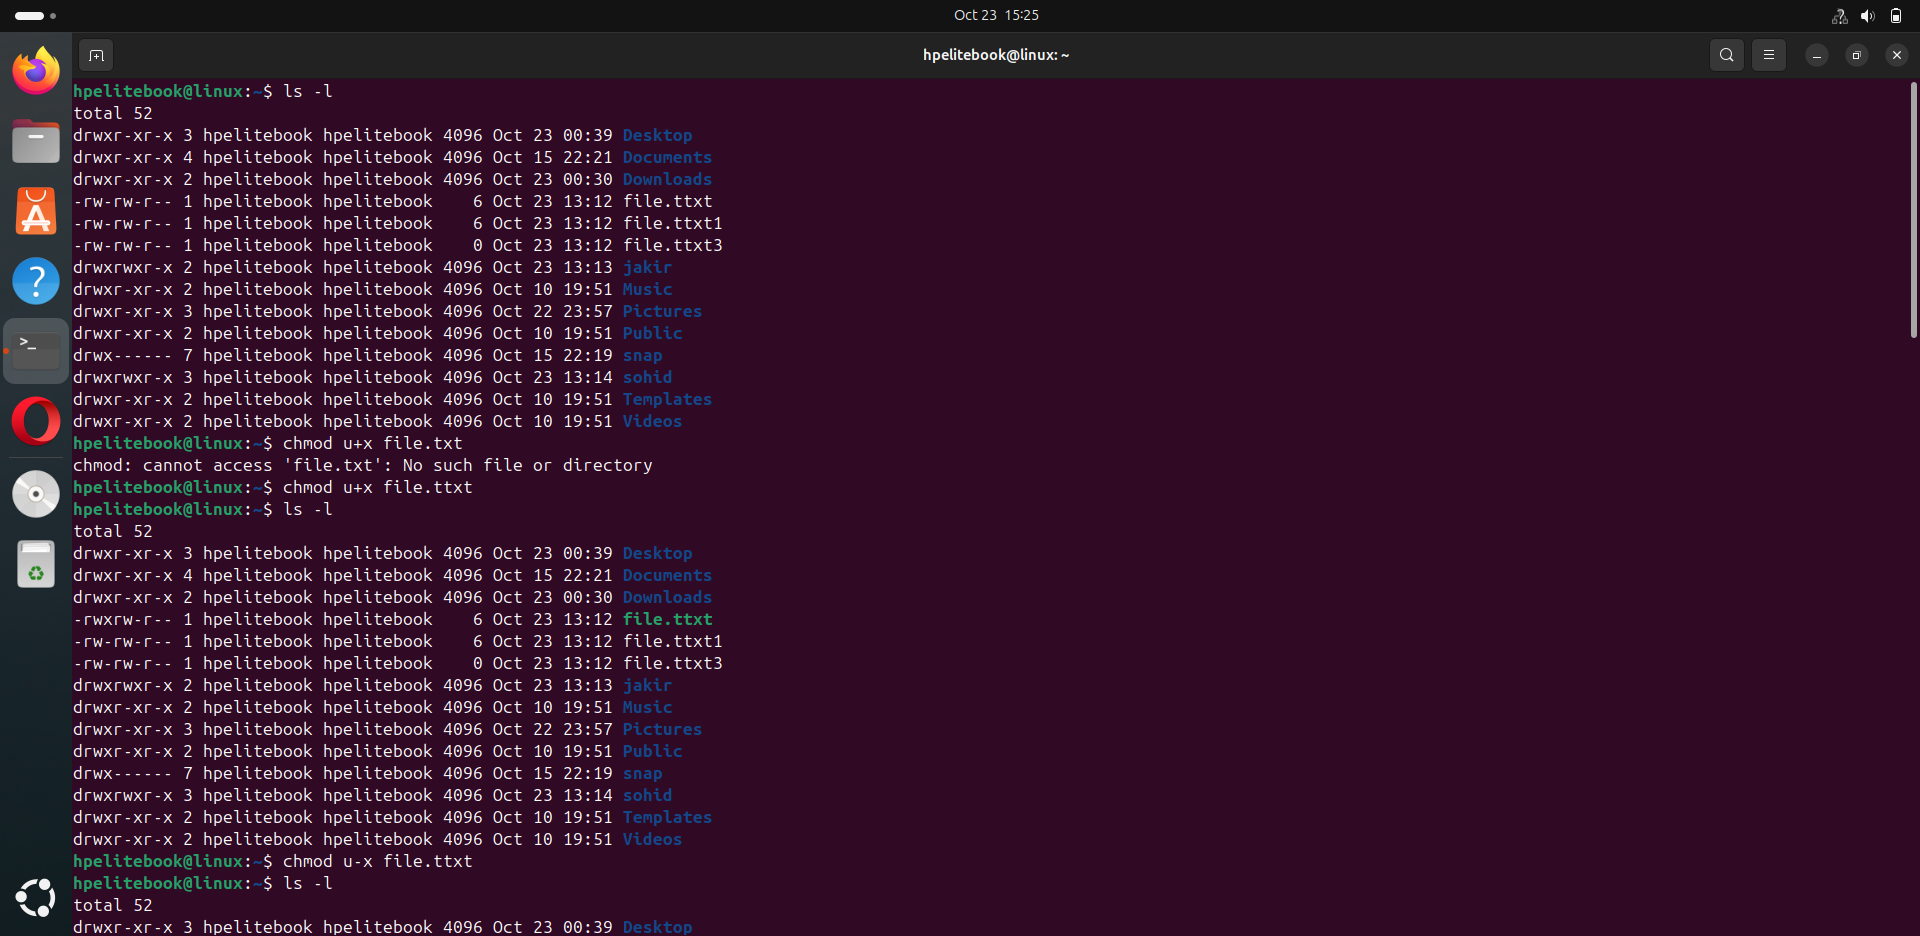 Oct 23 15:25
hpelitebook@linux: ~
hpelitebook@linux:~$ ls -l
total 52
drwxr-xr-x 3 hpelitebook hpelitebook 4096 Oct 23 00:39 Desktop
drwxr-xr-x 4 hpelitebook hpelitebook 4096 Oct 15 22:21 Documents
drwxr-xr-x 2 hpelitebook hpelitebook 4096 Oct 23 00:30 Downloads
-rw-rw-r-- 1 hpelitebook hpelitebook    6 Oct 23 13:12 file.ttxt
-rw-rw-r-- 1 hpelitebook hpelitebook    6 Oct 23 13:12 file.ttxt1
-rw-rw-r-- 1 hpelitebook hpelitebook    0 Oct 23 13:12 file.ttxt3
drwxrwxr-x 2 hpelitebook hpelitebook 4096 Oct 23 13:13 jakir
drwxr-xr-x 2 hpelitebook hpelitebook 4096 Oct 10 19:51 Music
drwxr-xr-x 3 hpelitebook hpelitebook 4096 Oct 22 23:57 Pictures
drwxr-xr-x 2 hpelitebook hpelitebook 4096 Oct 10 19:51 Public
drwx------ 7 hpelitebook hpelitebook 4096 Oct 15 22:19 snap
drwxrwxr-x 3 hpelitebook hpelitebook 4096 Oct 23 13:14 sohid
drwxr-xr-x 2 hpelitebook hpelitebook 4096 Oct 10 19:51 Templates
drwxr-xr-x 2 hpelitebook hpelitebook 4096 Oct 10 19:51 Videos
hpelitebook@linux:~$ chmod u+x file.txt
chmod: cannot access 'file.txt': No such file or directory
hpelitebook@linux:~$ chmod u+x file.ttxt
hpelitebook@linux:~$ ls -l
total 52
drwxr-xr-x 3 hpelitebook hpelitebook 4096 Oct 23 00:39 Desktop
drwxr-xr-x 4 hpelitebook hpelitebook 4096 Oct 15 22:21 Documents
drwxr-xr-x 2 hpelitebook hpelitebook 4096 Oct 23 00:30 Downloads
-rwxrw-r-- 1 hpelitebook hpelitebook    6 Oct 23 13:12 file.ttxt
-rw-rw-r-- 1 hpelitebook hpelitebook    6 Oct 23 13:12 file.ttxt1
-rw-rw-r-- 1 hpelitebook hpelitebook    0 Oct 23 13:12 file.ttxt3
drwxrwxr-x 2 hpelitebook hpelitebook 4096 Oct 23 13:13 jakir
drwxr-xr-x 2 hpelitebook hpelitebook 4096 Oct 10 19:51 Music
drwxr-xr-x 3 hpelitebook hpelitebook 4096 Oct 22 23:57 Pictures
drwxr-xr-x 2 hpelitebook hpelitebook 4096 Oct 10 19:51 Public
drwx------ 7 hpelitebook hpelitebook 4096 Oct 15 22:19 snap
drwxrwxr-x 3 hpelitebook hpelitebook 4096 Oct 23 13:14 sohid
drwxr-xr-x 2 hpelitebook hpelitebook 4096 Oct 10 19:51 Templates
drwxr-xr-x 2 hpelitebook hpelitebook 4096 Oct 10 19:51 Videos
hpelitebook@linux:~$ chmod u-x file.ttxt
hpelitebook@linux:~$ ls -l
total 52
drwxr-xr-x 3 hpelitebook hpelitebook 4096 Oct 23 00:39 Desktop